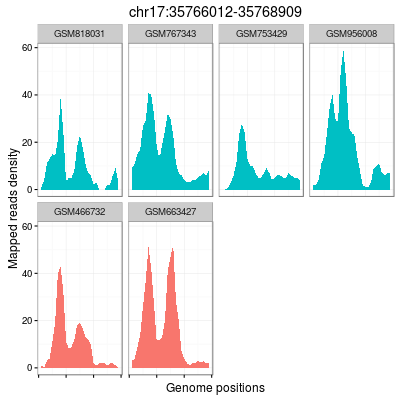 chr17:35766012-35768909
GSM818031 GSM767343 GSM753429 GSM956008
60
40
20
0
GSM466732 GSM663427
60
40
20
0
Mapped reads density
Genome positions